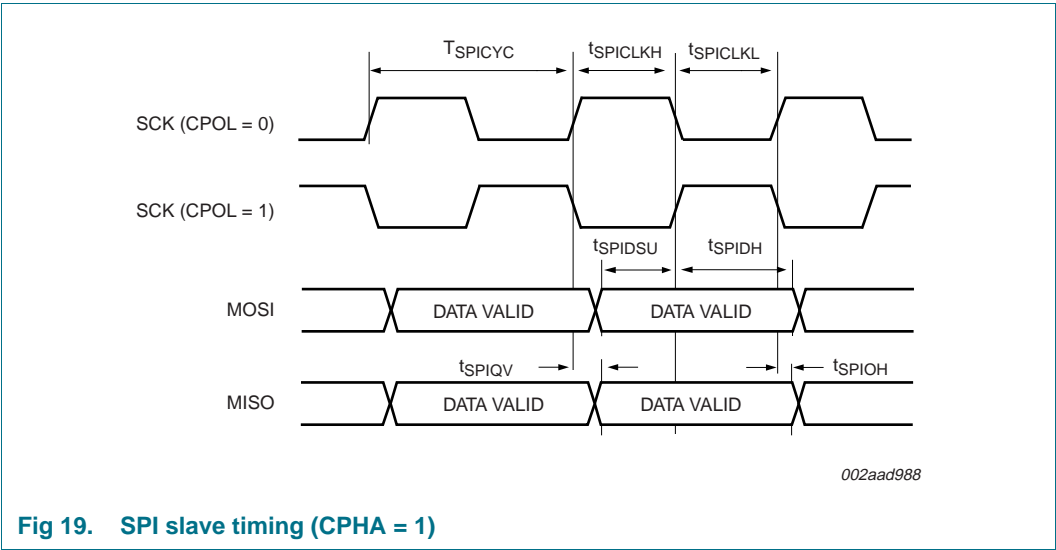 TSPICYC tSPICLKH tSPICLKL
SCK (CPOL = 0)
SCK (CPOL = 1)
tSPIDSU tSPIDH
MOSI DATA VALID DATA VALID
tSPIQV tSPIOH
MISO DATA VALID DATA VALID
002aad988
Fig 19. SPI slave timing (CPHA = 1)